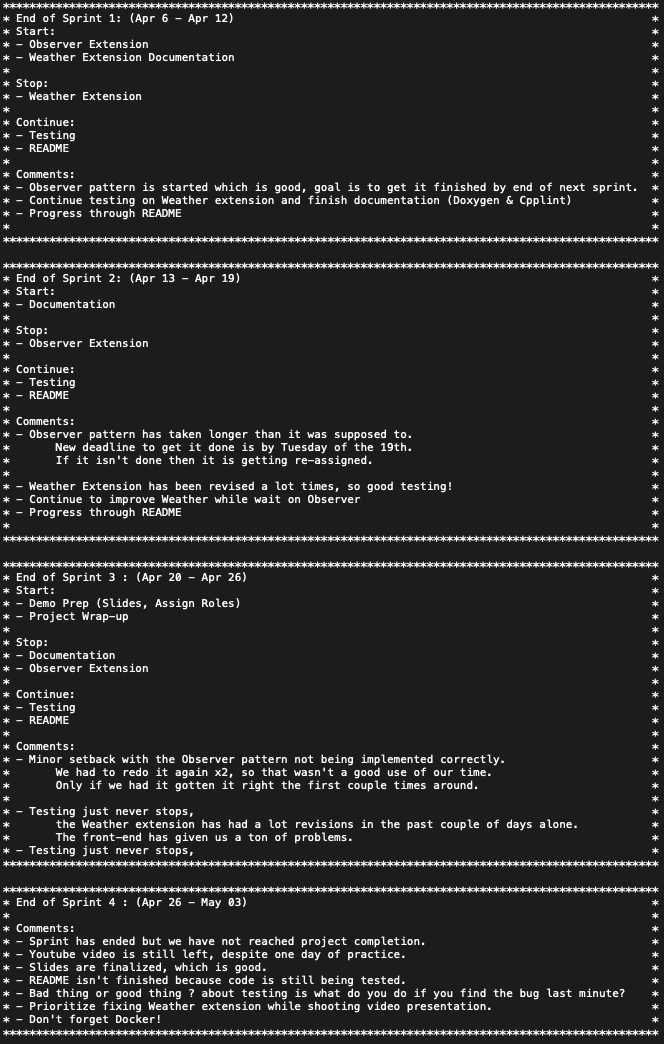 ****************************************************************************************************
* End of Sprint 1: (Apr 6 - Apr 12) *
* Start: *
* - Observer Extension *
* - Weather Extension Documentation *
* *
* Stop: *
* - Weather Extension *
* *
* Continue: *
* - Testing *
* - README *
* *
* Comments: *
* - Observer pattern is started which is good, goal is to get it finished by end of next sprint. *
* - Continue testing on Weather extension and finish documentation (Doxygen & Cpplint) *
* - Progress through README *
* *
****************************************************************************************************
****************************************************************************************************
* End of Sprint 2: (Apr 13 - Apr 19) *
* Start: *
* - Documentation *
* *
* Stop: *
* - Observer Extension *
* *
* Continue: *
* - Testing *
* - README *
* *
* Comments: *
* - Observer pattern has taken longer than it was supposed to. *
* New deadline to get it done is by Tuesday of the 19th. *
* If it isn't done then it is getting re-assigned. *
* *
* - Weather Extension has been revised a lot times, so good testing! *
* - Continue to improve Weather while wait on Observer *
* - Progress through README *
* *
****************************************************************************************************
****************************************************************************************************
* End of Sprint 3 : (Apr 20 - Apr 26) *
* Start: *
* - Demo Prep (Slides, Assign Roles) *
* - Project Wrap-up *
* *
* Stop: *
* - Documentation *
* - Observer Extension *
* *
* Continue: *
* - Testing *
* - README *
* *
* Comments: *
* - Minor setback with the Observer pattern not being implemented correctly. *
* We had to redo it again x2, so that wasn't a good use of our time. *
* Only if we had it gotten it right the first couple times around. *
* *
* - Testing just never stops, *
* the Weather extension has had a lot revisions in the past couple of days alone. *
* The front-end has given us a ton of problems. *
* - Testing just never stops, *
****************************************************************************************************
****************************************************************************************************
* End of Sprint 4 : (Apr 26 - May 03) *
* *
* Comments: *
* - Sprint has ended but we have not reached project completion. *
* - Youtube video is still left, despite one day of practice. *
* - Slides are finalized, which is good. *
* - README isn't finished because code is still being tested. *
* - Bad thing or good thing ? about testing is what do you do if you find the bug last minute? *
* - Prioritize fixing Weather extension while shooting video presentation. *
* - Don't forget Docker! *
****************************************************************************************************